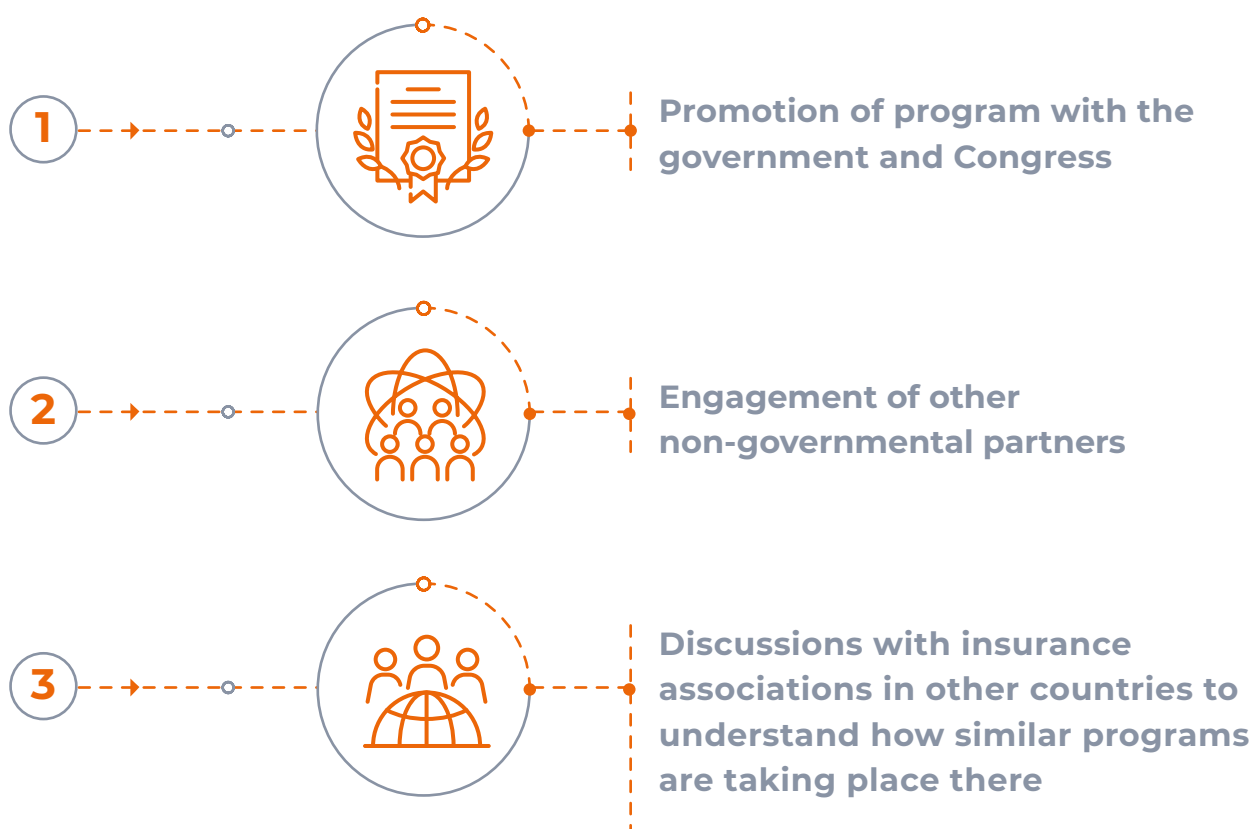 1
Promotion of program with the
government and Congress
2
Engagement of other
non-governmental partners
3
Discussions with insurance
associations in other countries to
understand how similar programs
are taking place there